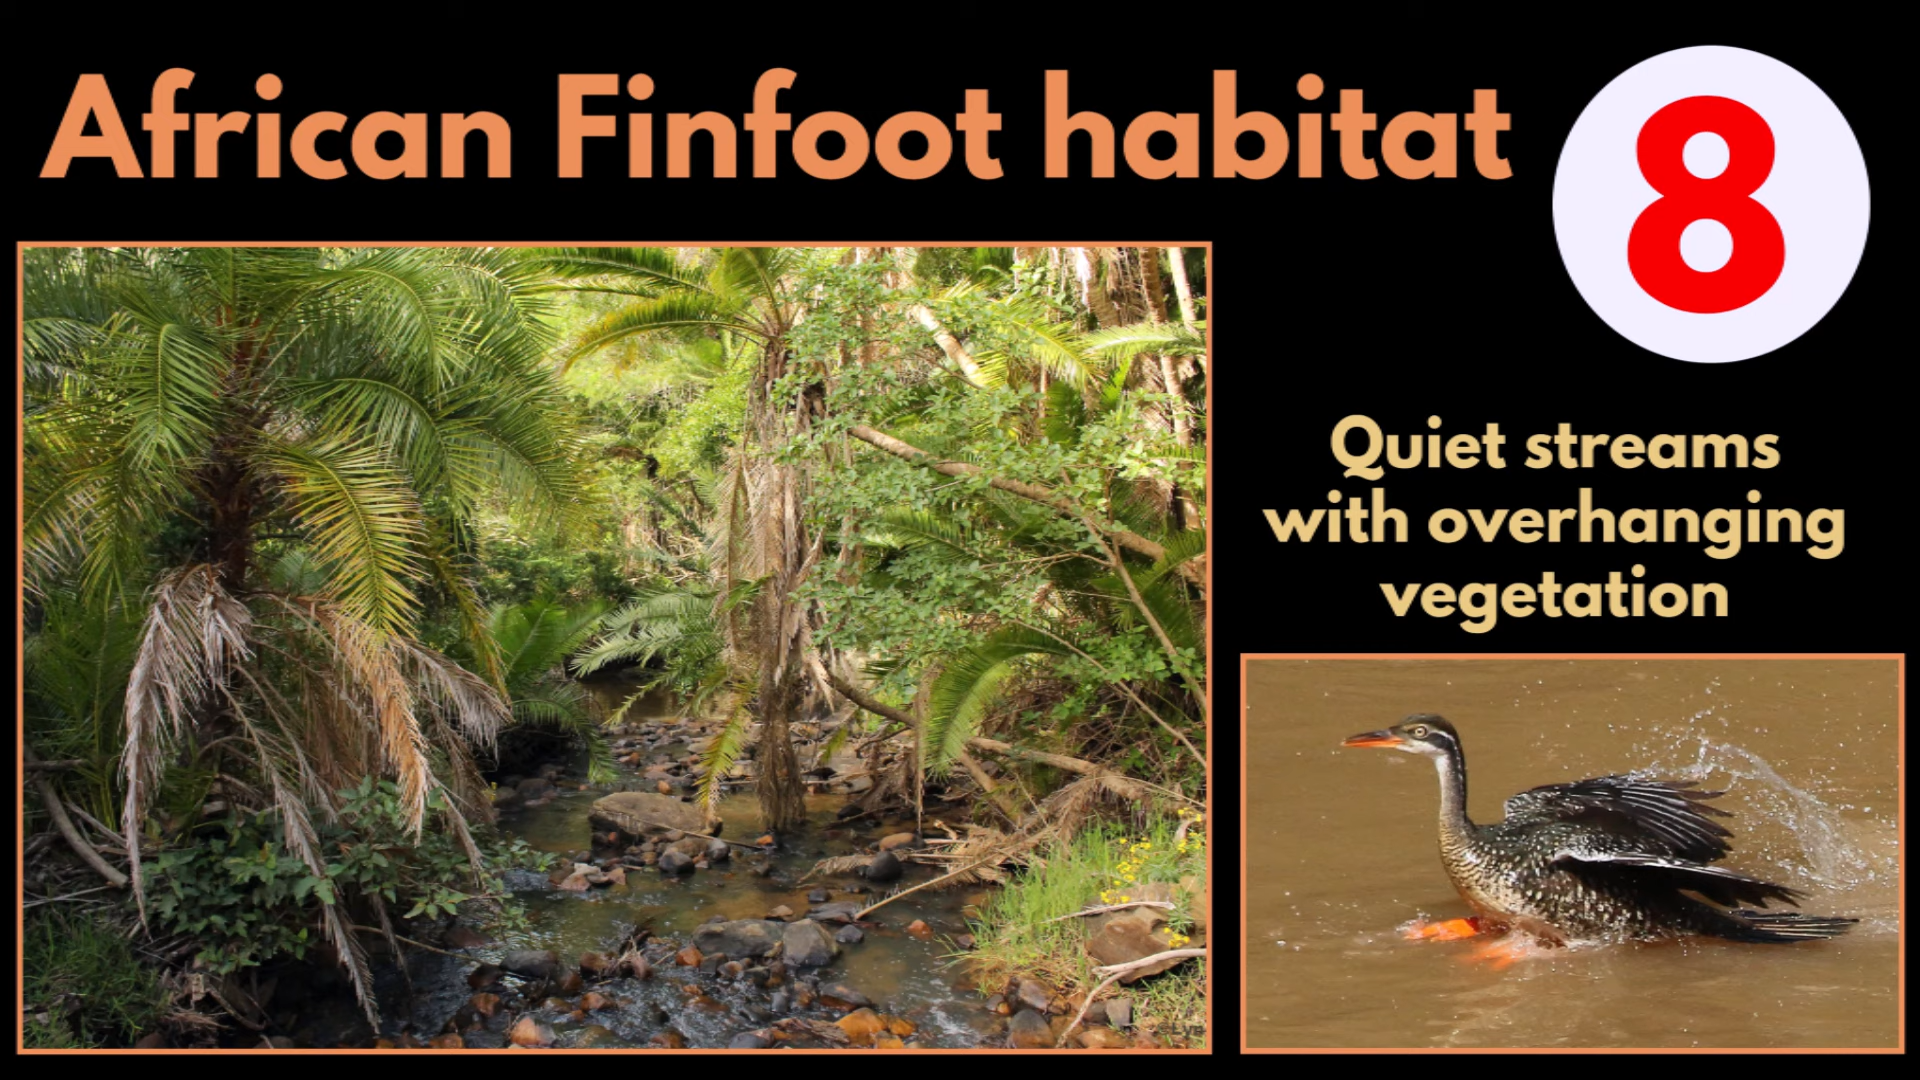 African Finfoot habitat
8
Quiet streams
with overhanging
vegetation